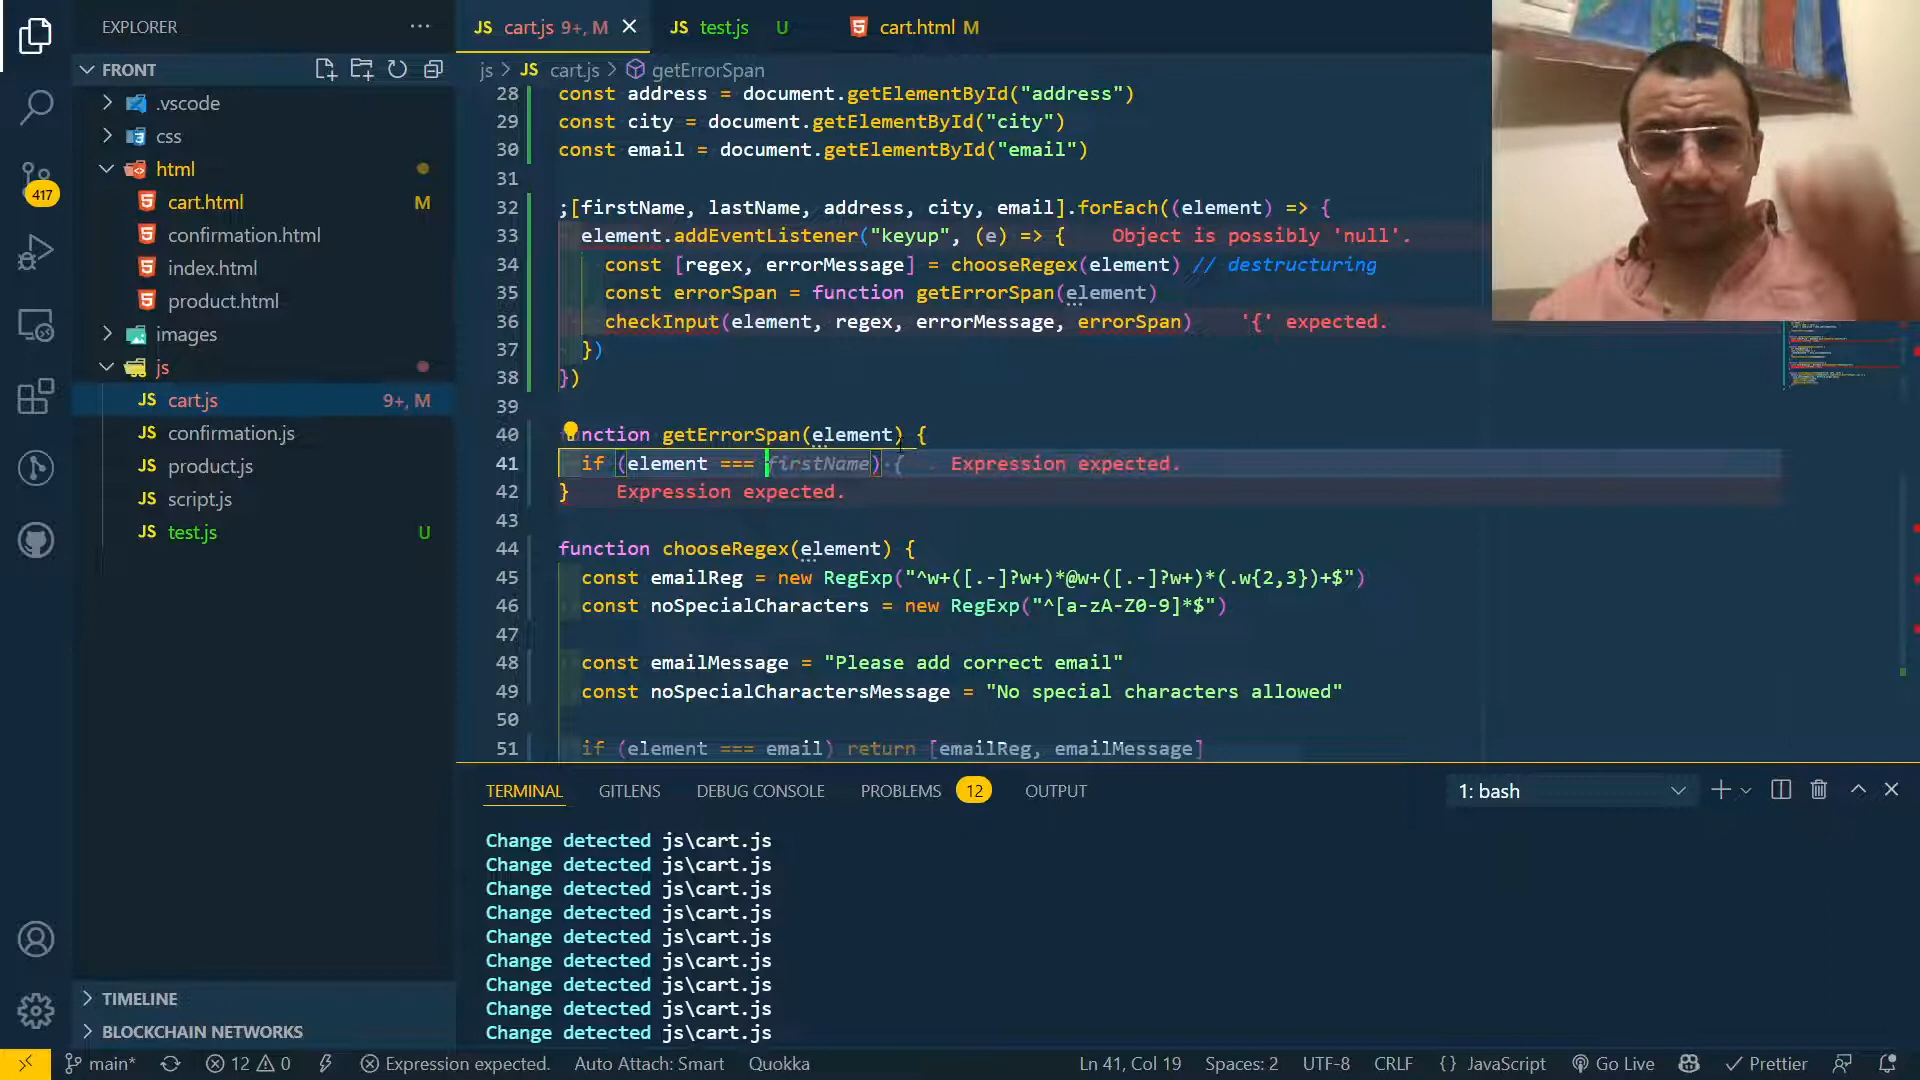 EXPLORER
FRONT
.vscode
css
html
cart.html M
confirmation.html
index.html
product.html
images
js
cart.js 9+, M
confirmation.js
product.js
script.js
test.js U
TIMELINE
BLOCKCHAIN NETWORKS
417
JS cart.js 9+, M
JS test.js U
cart.html M
js > JS cart.js > getErrorSpan
28 const address = document.getElementById("address")
29 const city = document.getElementById("city")
30 const email = document.getElementById("email")
31
32 ;[firstName, lastName, address, city, email].forEach((element) => {
33 element.addEventListener("keyup", (e) => { Object is possibly 'null'.
34 const [regex, errorMessage] = chooseRegex(element) // destructuring
35 const errorSpan = function getErrorSpan(element)
36 checkInput(element, regex, errorMessage, errorSpan) '{' expected.
37 })
38 })
39
40 nction getErrorSpan(element) {
41 if (element === firstName) { . Expression expected.
42 } Expression expected.
43
44 function chooseRegex(element) {
45 const emailReg = new RegExp("^w+([.-]?w+)*@w+([.-]?w+)*(.w{2,3})+$")
46 const noSpecialCharacters = new RegExp("^[a-zA-Z0-9]*$")
47
48 const emailMessage = "Please add correct email"
49 const noSpecialCharactersMessage = "No special characters allowed"
50
51 if (element === email) return [emailReg, emailMessage]
TERMINAL GITLENS DEBUG CONSOLE PROBLEMS 12 OUTPUT 1: bash
Change detected js\cart.js
Change detected js\cart.js
Change detected js\cart.js
Change detected js\cart.js
Change detected js\cart.js
Change detected js\cart.js
Change detected js\cart.js
Change detected js\cart.js
Change detected js\cart.js
main* 12 0 Expression expected. Auto Attach: Smart Quokka Ln 41, Col 19 Spaces: 2 UTF-8 CRLF {} JavaScript Go Live Prettier